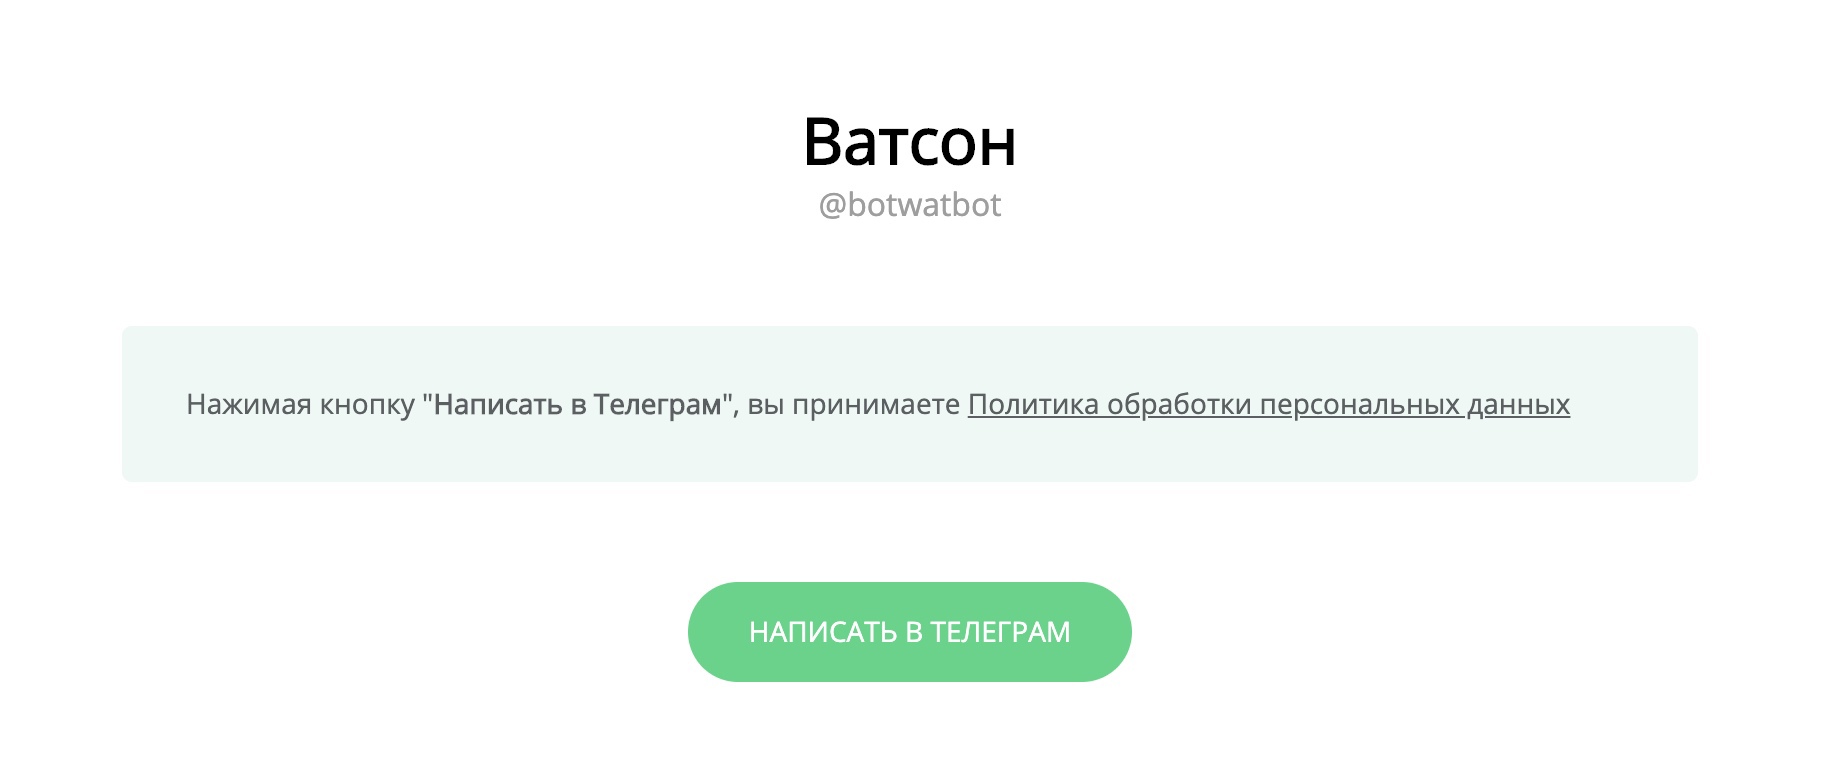 Ватсон
@botwatbot
Нажимая кнопку "Написать в Телеграм", вы принимаете Политика обработки персональных данных
НАПИСАТЬ В ТЕЛЕГРАМ